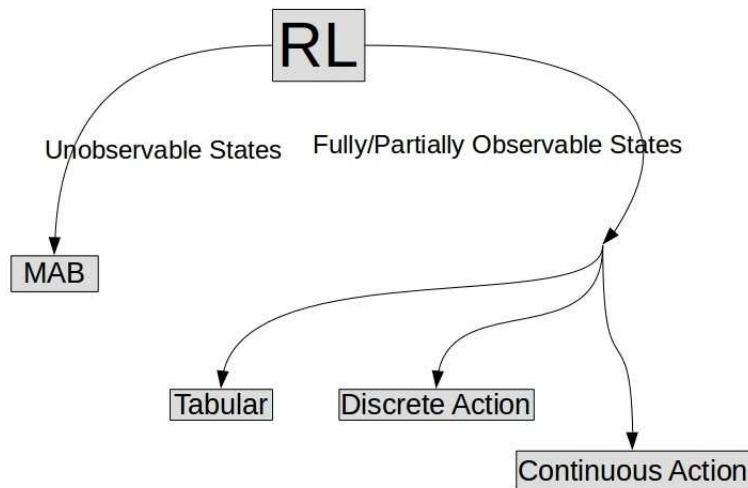 RL
Unobservable States
Fully/Partially Observable States
MAB
Tabular
Discrete Action
Continuous Action